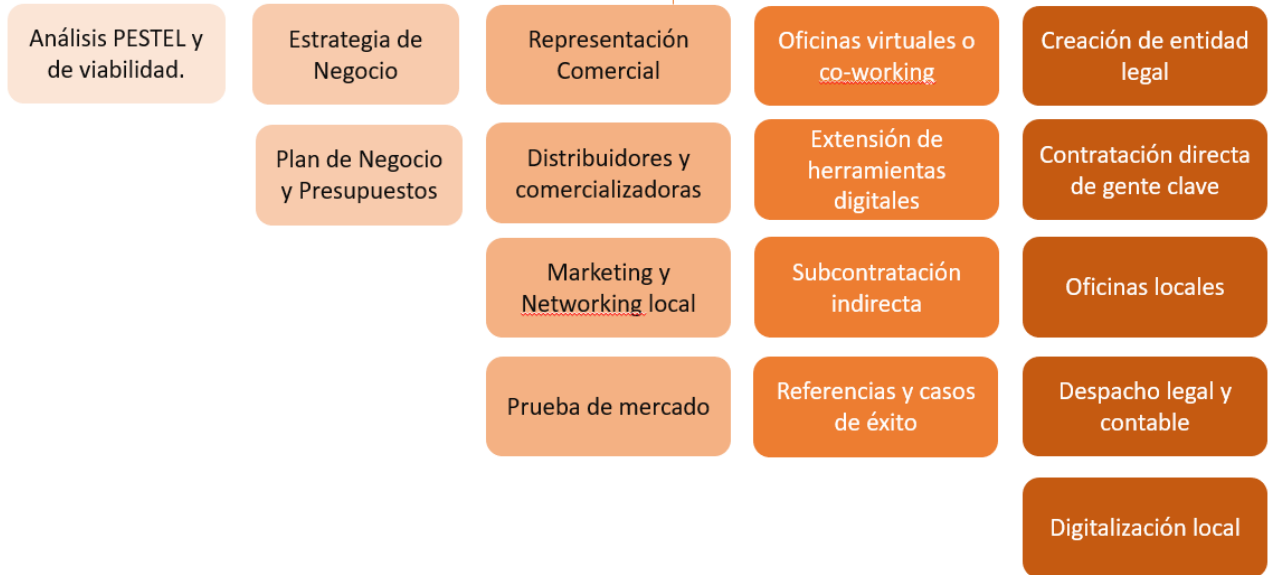 Análisis PESTEL y
de viabilidad.
Estrategia de
Negocio
Plan de Negocio
y Presupuestos
Representación
Comercial
Distribuidores y
comercializadoras
Marketing y
Networking local
Prueba de mercado
Oficinas virtuales o
co-working
Extensión de
herramientas
digitales
Subcontratación
indirecta
Referencias y casos
de éxito
Creación de entidad
legal
Contratación directa
de gente clave
Oficinas locales
Despacho legal y
contable
Digitalización local